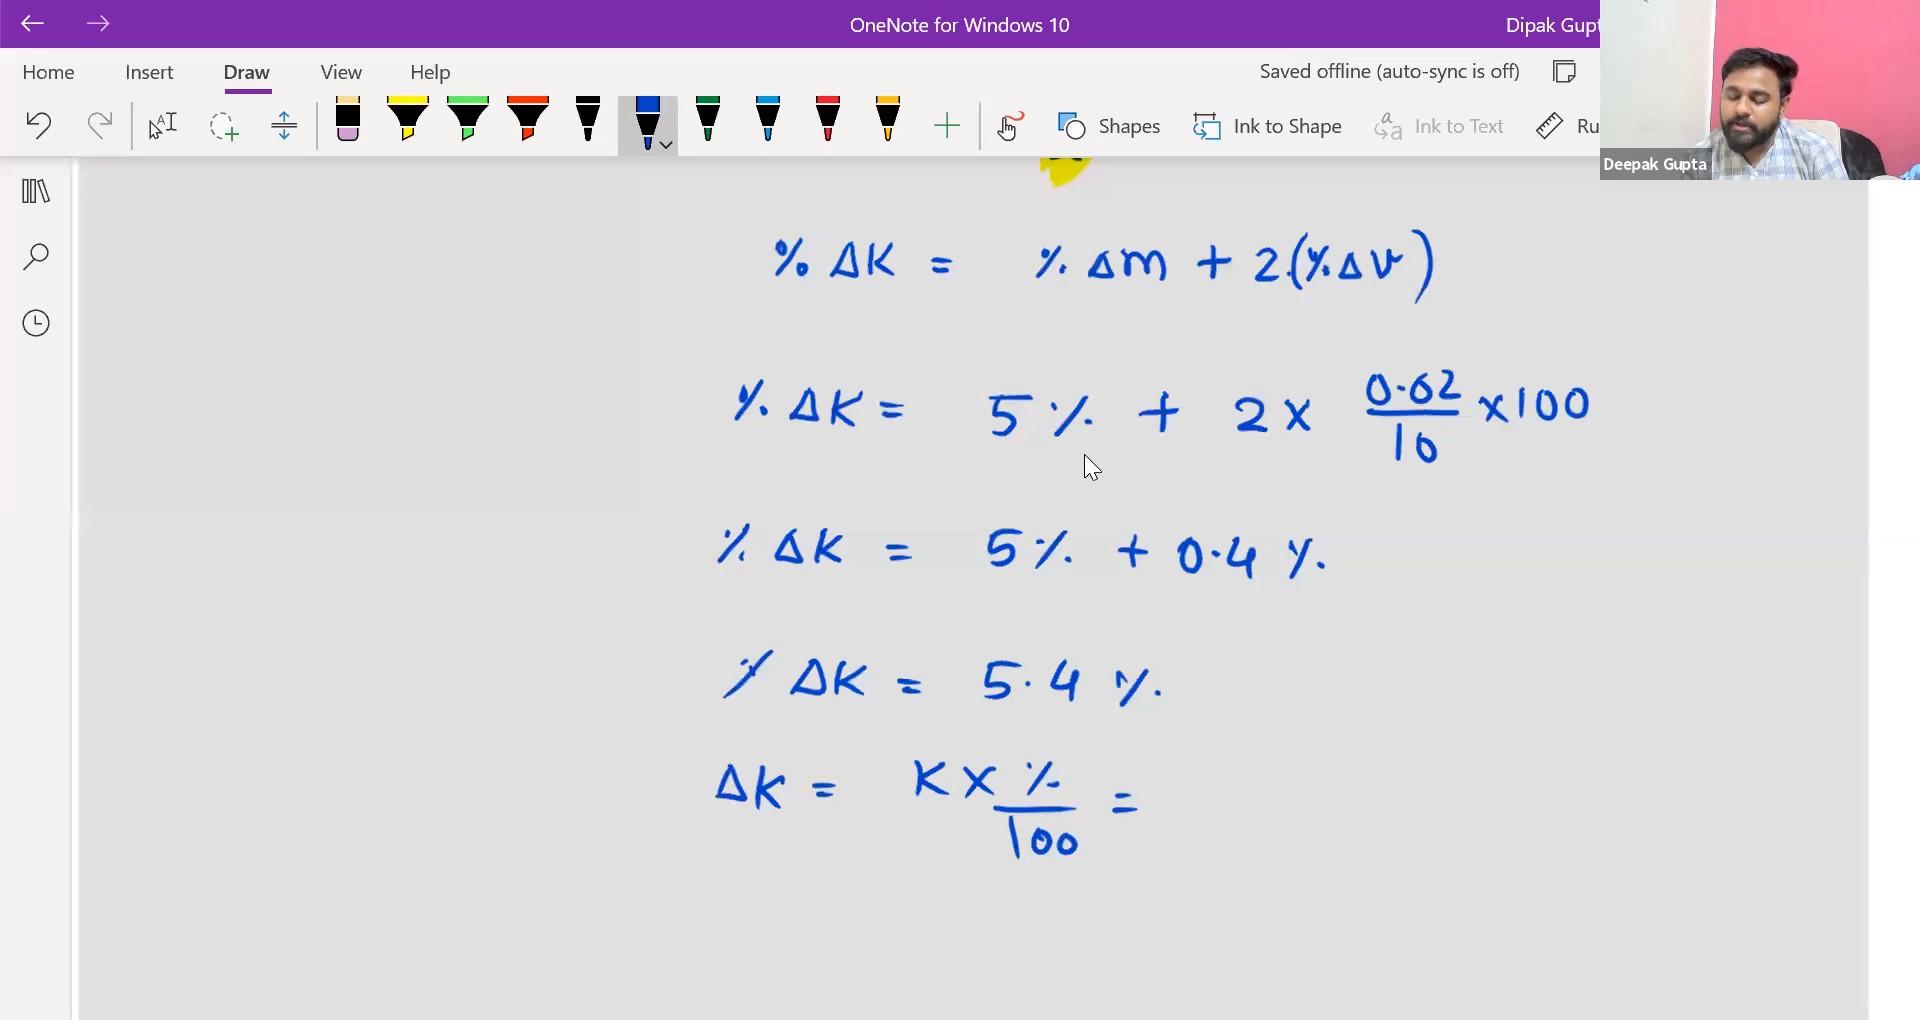 OneNote for Windows 10
Dipak Gupt
Home Insert Draw View Help
Saved offline (auto-sync is off)
Shapes Ink to Shape Ink to Text Ru
Deepak Gupta
% ΔK = % Δm + 2.(% Δv)
% ΔK = 5 % + 2 × 0.02/10 × 100
% ΔK = 5 % + 0.4 %.
% ΔK = 5.4 %.
ΔK = K × %/100 =